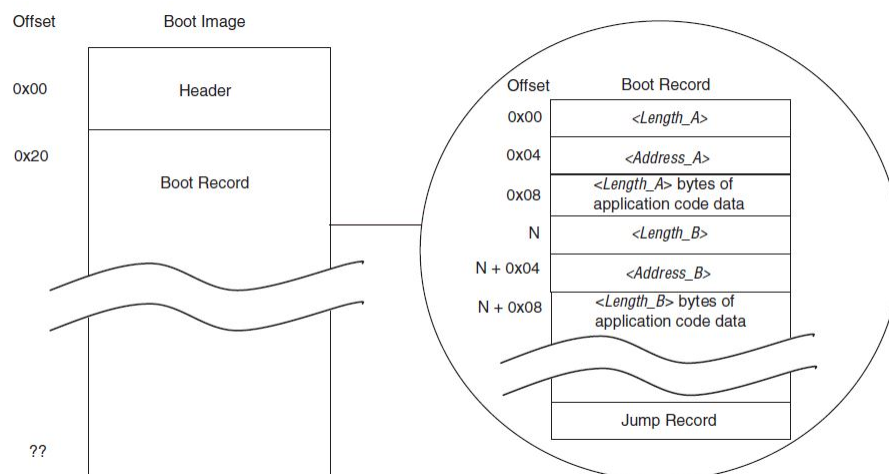 Offset
Boot Image
0x00
Header
0x20
Boot Record
??
Offset
Boot Record
0x00
<Length_A>
0x04
<Address_A>
0x08
<Length_A> bytes of
application code data
N
<Length_B>
N + 0x04
<Address_B>
N + 0x08
<Length_B> bytes of
application code data
Jump Record